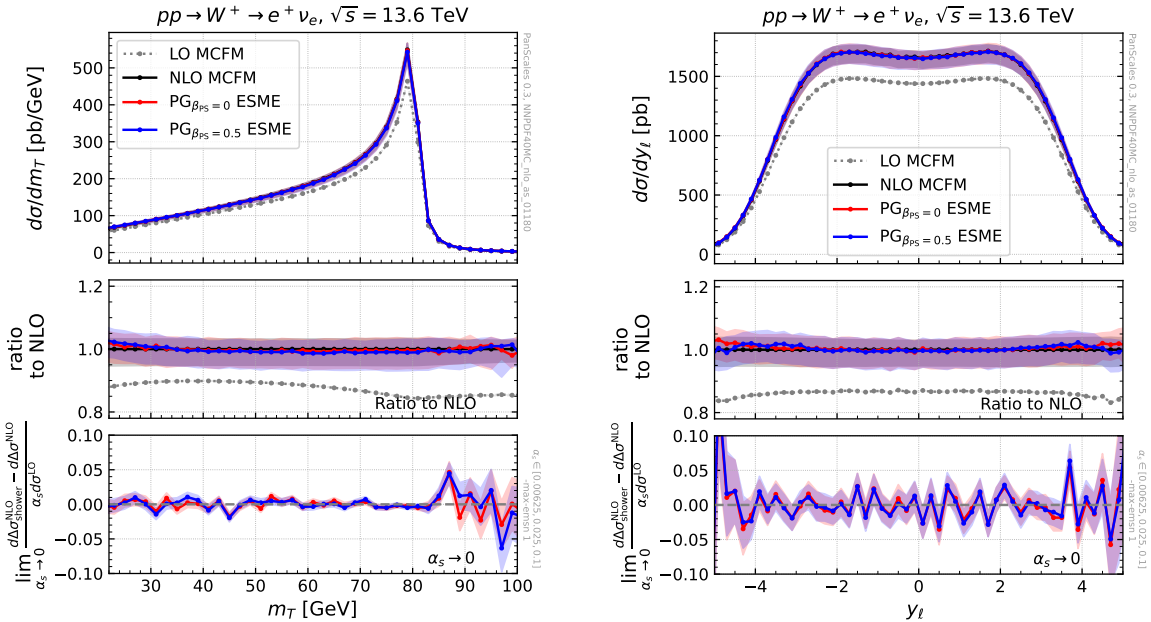 pp → W⁺ → e⁺ νₑ, √s = 13.6 TeV
dσ/dm_T [pb/GeV]
500
400
300
200
100
0
LO MCFM
NLO MCFM
PG_{β_PS=0} ESME
PG_{β_PS=0.5} ESME
PanScales 0.3, NNPDF40MC_nlo_as_01180
ratio
to NLO
1.2
1.0
0.8
Ratio to NLO
lim_{α_s → 0} (dΔσ^{NLO}_{shower} - dΔσ^{NLO}) / (α_s dσ^{LO})
0.10
0.05
0.00
−0.05
−0.10
α_s → 0
α_s ∈ [0.00625, 0.025, 0.1]
-max-emsn 1
30 40 50 60 70 80 90 100
m_T [GeV]
pp → W⁺ → e⁺ νₑ, √s = 13.6 TeV
dσ/dy_ℓ [pb]
1500
1000
500
0
LO MCFM
NLO MCFM
PG_{β_PS=0} ESME
PG_{β_PS=0.5} ESME
PanScales 0.3, NNPDF40MC_nlo_as_01180
ratio
to NLO
1.2
1.0
0.8
Ratio to NLO
lim_{α_s → 0} (dΔσ^{NLO}_{shower} - dΔσ^{NLO}) / (α_s dσ^{LO})
0.10
0.05
0.00
−0.05
−0.10
α_s → 0
α_s ∈ [0.00625, 0.025, 0.1]
-max-emsn 1
−4 −2 0 2 4
y_ℓ